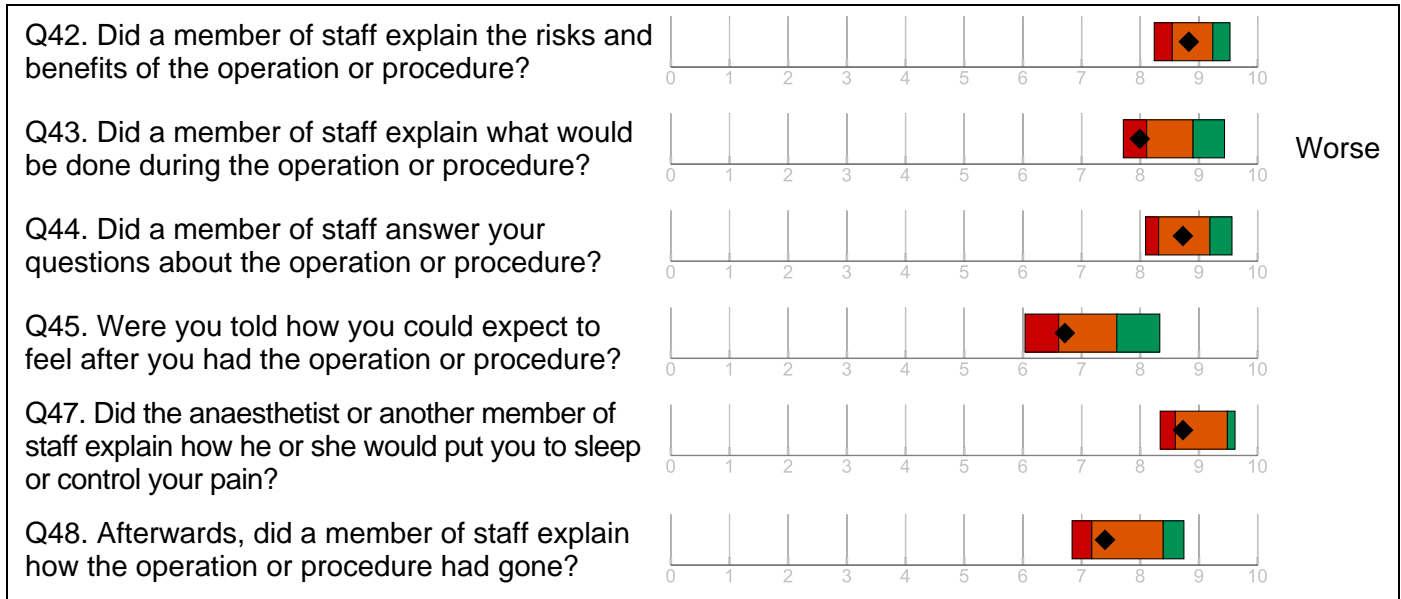 Q42. Did a member of staff explain the risks and
benefits of the operation or procedure?
0 1 2 3 4 5 6 7 8 9 10
Q43. Did a member of staff explain what would
be done during the operation or procedure?
Worse
0 1 2 3 4 5 6 7 8 9 10
Q44. Did a member of staff answer your
questions about the operation or procedure?
0 1 2 3 4 5 6 7 8 9 10
Q45. Were you told how you could expect to
feel after you had the operation or procedure?
0 1 2 3 4 5 6 7 8 9 10
Q47. Did the anaesthetist or another member of
staff explain how he or she would put you to sleep
or control your pain?
0 1 2 3 4 5 6 7 8 9 10
Q48. Afterwards, did a member of staff explain
how the operation or procedure had gone?
0 1 2 3 4 5 6 7 8 9 10